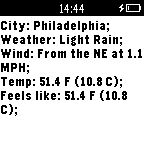 14:44
City: Philadelphia;
Weather: Light Rain;
Wind: From the NE at 1.1
MPH;
Temp: 51.4 F (10.8 C);
Feels like: 51.4 F (10.8
C);